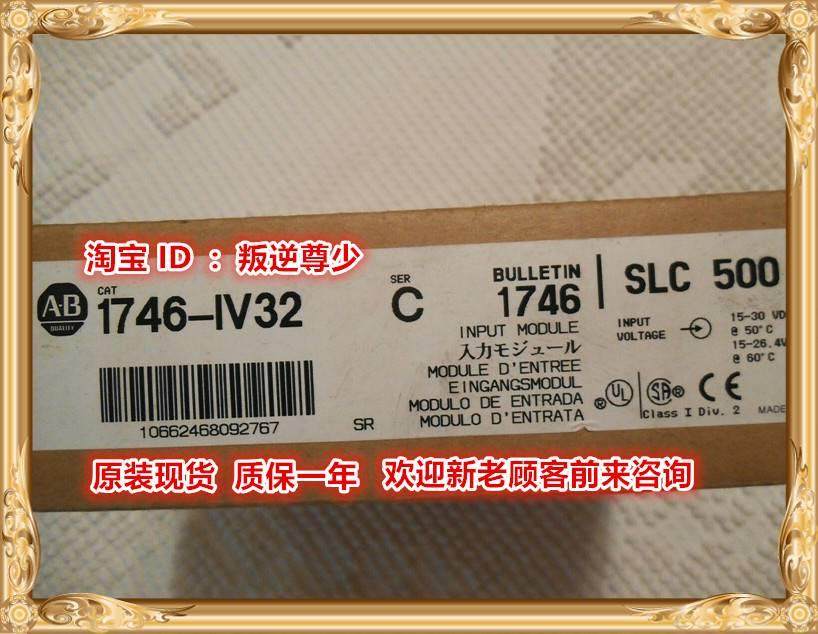 淘宝 ID ：叛逆尊少
A·B
QUALITY
CAT
1746-IV32
SER
C
BULLETIN
1746
SLC 500
INPUT MODULE
入力モジュール
MODULE D'ENTREE
EINGANGSMODUL
MODULO DE ENTRADA
MODULO D'ENTRATA
INPUT
VOLTAGE
15-30 VD
@ 50°C
15-26.4V
@ 60°C
10662468092767
SR
® UL
SA ®
CE
Class I Div. 2
MADE
原装现货 质保一年 欢迎新老顾客前来咨询